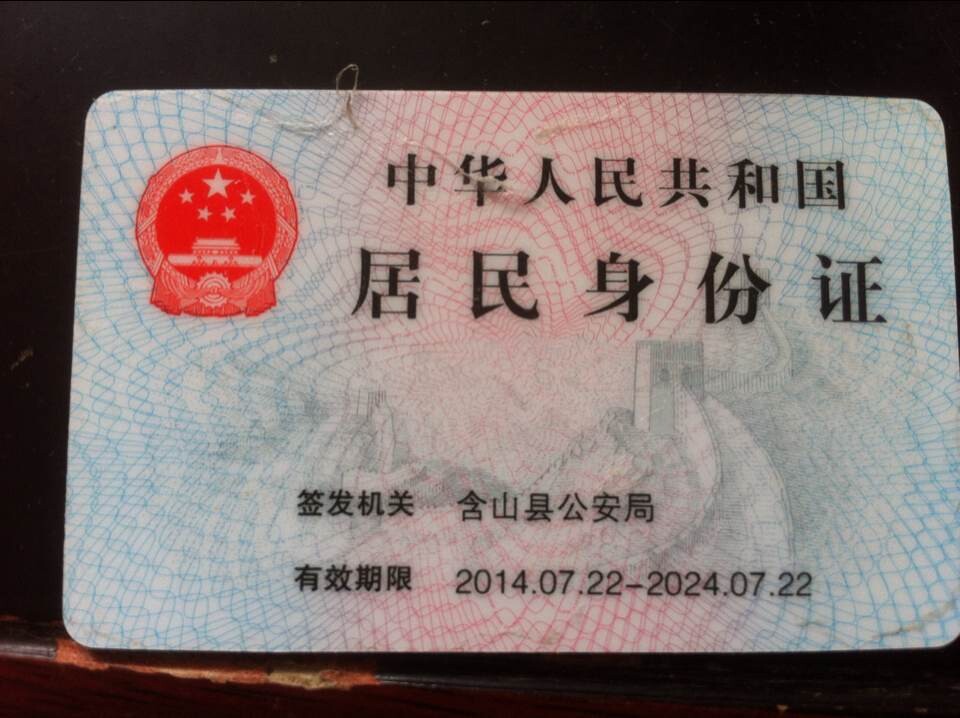 中华人民共和国
居民身份证
签发机关 含山县公安局
有效期限 2014.07.22-2024.07.22